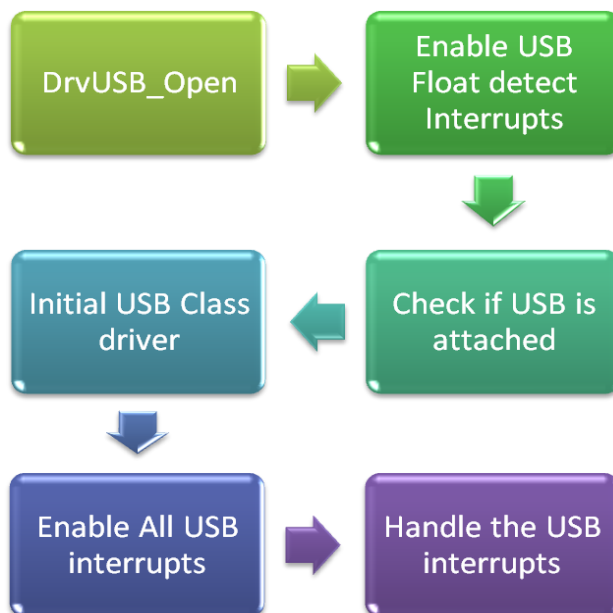 DrvUSB_Open
Enable USB
Float detect
Interrupts
Check if USB is
attached
Initial USB Class
driver
Enable All USB
interrupts
Handle the USB
interrupts